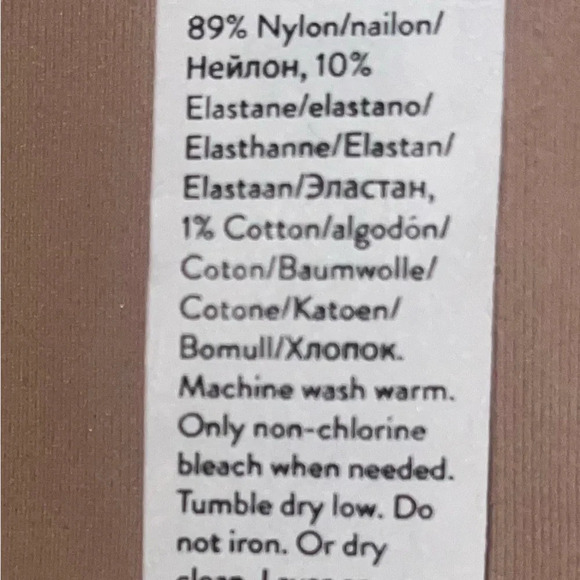 89% Nylon/nailon/
Нейлон, 10%
Elastane/elastano/
Elasthanne/Elastan/
Elastaan/Эластан,
1% Cotton/algodón/
Coton/Baumwolle/
Cotone/Katoen/
Bomull/Хлопок.
Machine wash warm.
Only non-chlorine
bleach when needed.
Tumble dry low. Do
not iron. Or dry